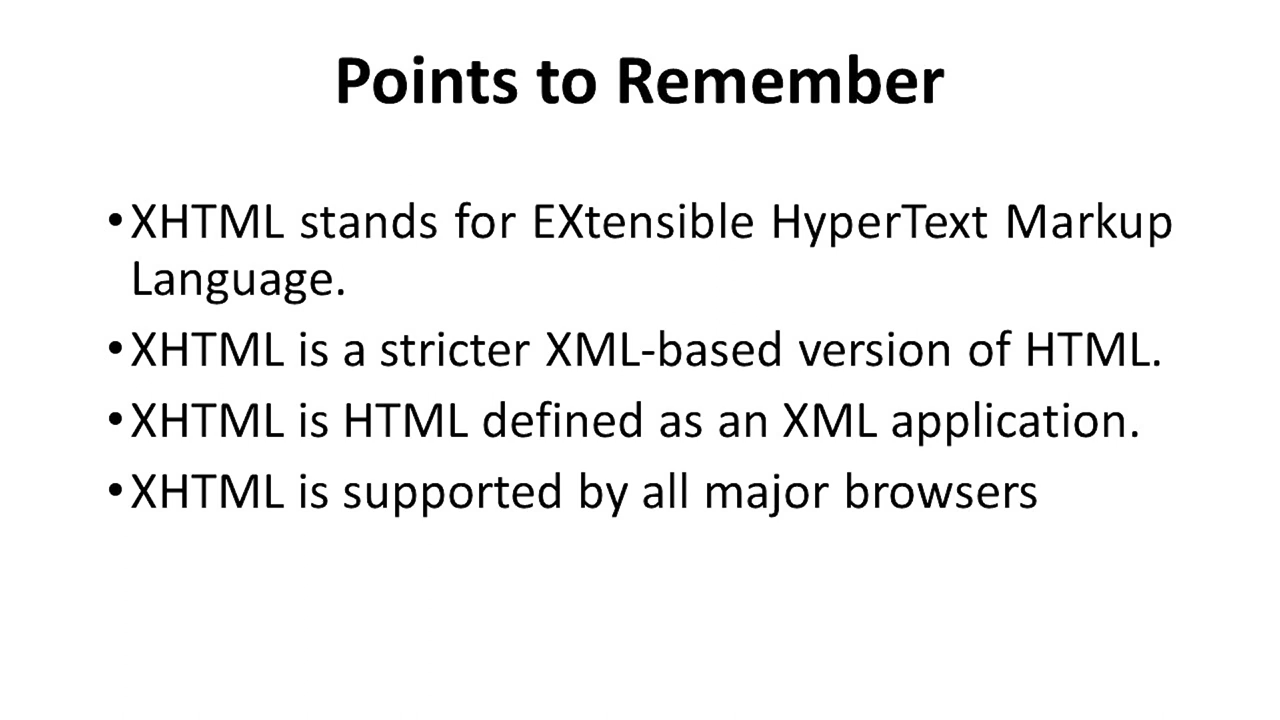 Points to Remember
•XHTML stands for EXtensible HyperText Markup
Language.
•XHTML is a stricter XML-based version of HTML.
•XHTML is HTML defined as an XML application.
•XHTML is supported by all major browsers